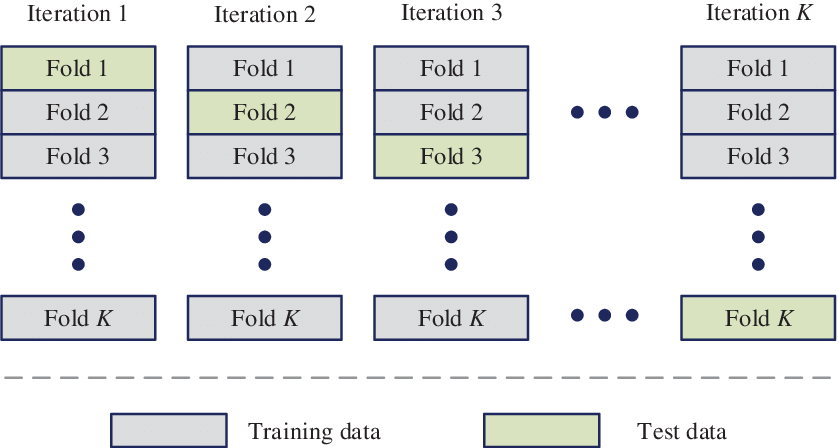 Iteration 1 Iteration 2 Iteration 3 Iteration K
Fold 1 Fold 1 Fold 1 Fold 1
Fold 2 Fold 2 Fold 2 Fold 2
Fold 3 Fold 3 Fold 3 Fold 3
Fold K Fold K Fold K Fold K
Training data Test data